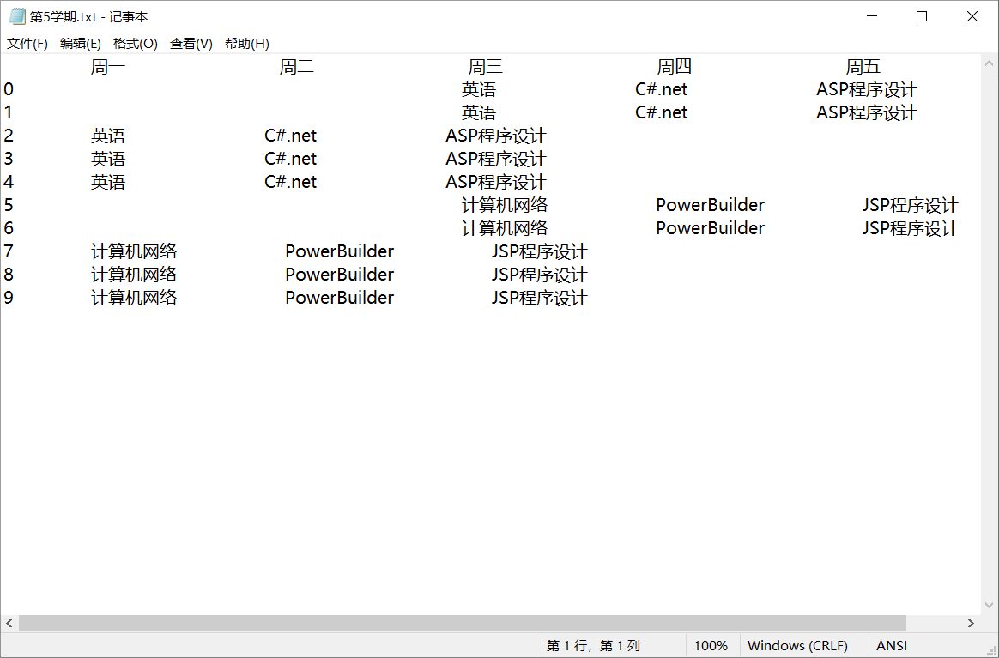 第5学期.txt - 记事本
文件(F) 编辑(E) 格式(O) 查看(V) 帮助(H)
周一 周二 周三 周四 周五
0 英语 C#.net ASP程序设计
1 英语 C#.net ASP程序设计
2 英语 C#.net ASP程序设计
3 英语 C#.net ASP程序设计
4 英语 C#.net ASP程序设计
5 计算机网络 PowerBuilder JSP程序设计
6 计算机网络 PowerBuilder JSP程序设计
7 计算机网络 PowerBuilder JSP程序设计
8 计算机网络 PowerBuilder JSP程序设计
9 计算机网络 PowerBuilder JSP程序设计
第 1 行，第 1 列 100% Windows (CRLF) ANSI